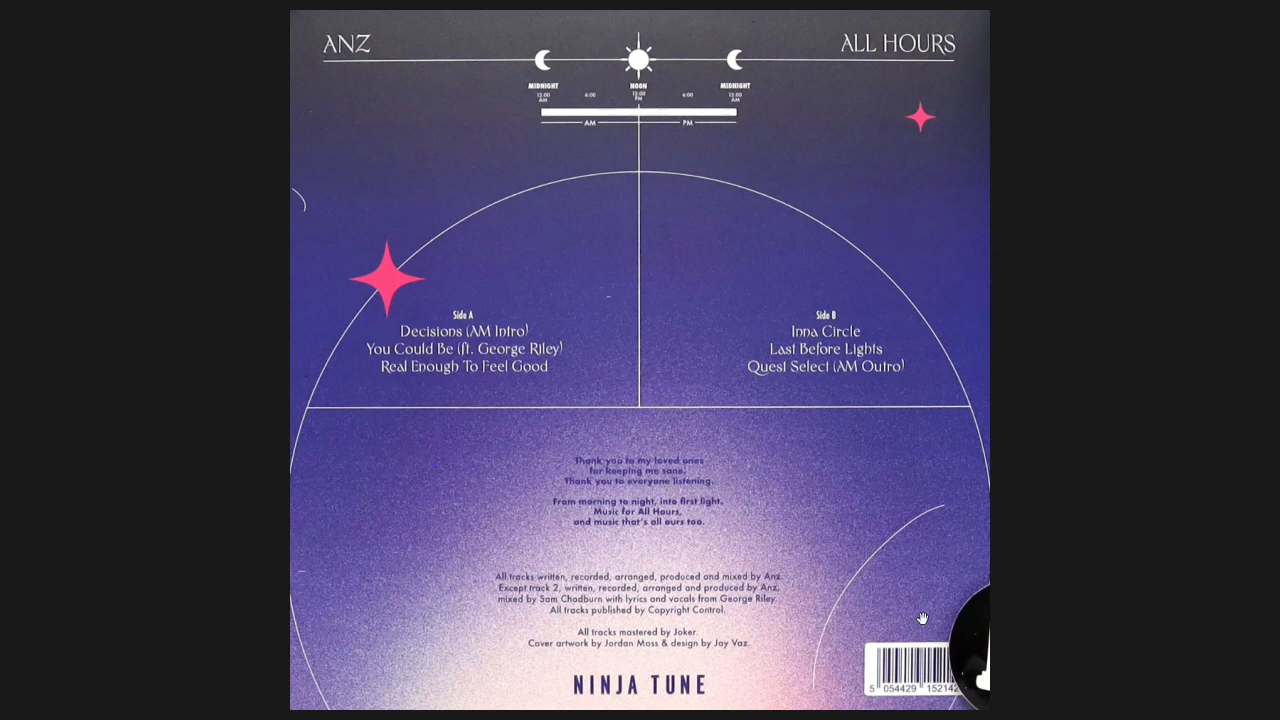 ANZ
ALL HOURS
MIDNIGHT
NOON
MIDNIGHT
12:00 AM
6:00
12:00 PM
6:00
12:00 AM
AM
PM
Side A
Decisions (AM Intro)
You Could Be (ft. George Riley)
Real Enough To Feel Good
Side B
Inna Circle
Last Before Lights
Quest Select (AM Outro)
Thank you to my loved ones
for keeping me sane.
Thank you to everyone listening.
From morning to night, into first light.
Music for All Hours,
and music that's all ours too.
All tracks written, recorded, arranged, produced and mixed by Anz.
Except track 2, written, recorded, arranged and produced by Anz,
mixed by Sam Chadburn with lyrics and vocals from George Riley.
All tracks published by Copyright Control.
All tracks mastered by Joker.
Cover artwork by Jordan Moss & design by Jay Vaz.
NINJA TUNE
5 054429 152142